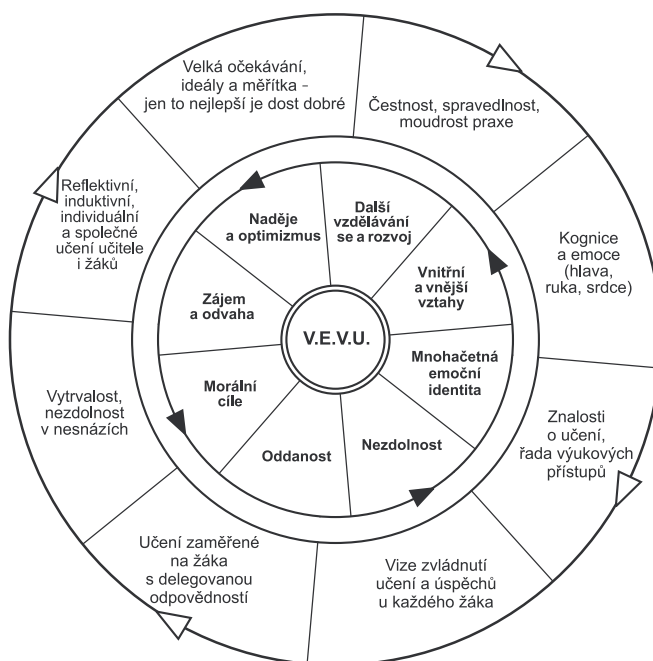 Velká očekávání,
ideály a měřítka –
jen to nejlepší je dost dobré
Čestnost, spravedlnost,
moudrost praxe
Kognice
a emoce
(hlava,
ruka, srdce)
Znalosti
o učení,
řada výukových
přístupů
Vize zvládnutí
učení a úspěchů
u každého žáka
Učení zaměřené
na žáka
s delegovanou
odpovědností
Vytrvalost,
nezdolnost
v nesnázích
Reflektivní,
induktivní,
individuální
a společné
učení učitele
i žáků
Naděje
a optimizmus
Další
vzdělávání
se a rozvoj
Vnitřní
a vnější
vztahy
Mnohačetná
emoční
identita
Nezdolnost
Oddanost
Morální
cíle
Zájem
a odvaha
V.E.V.U.